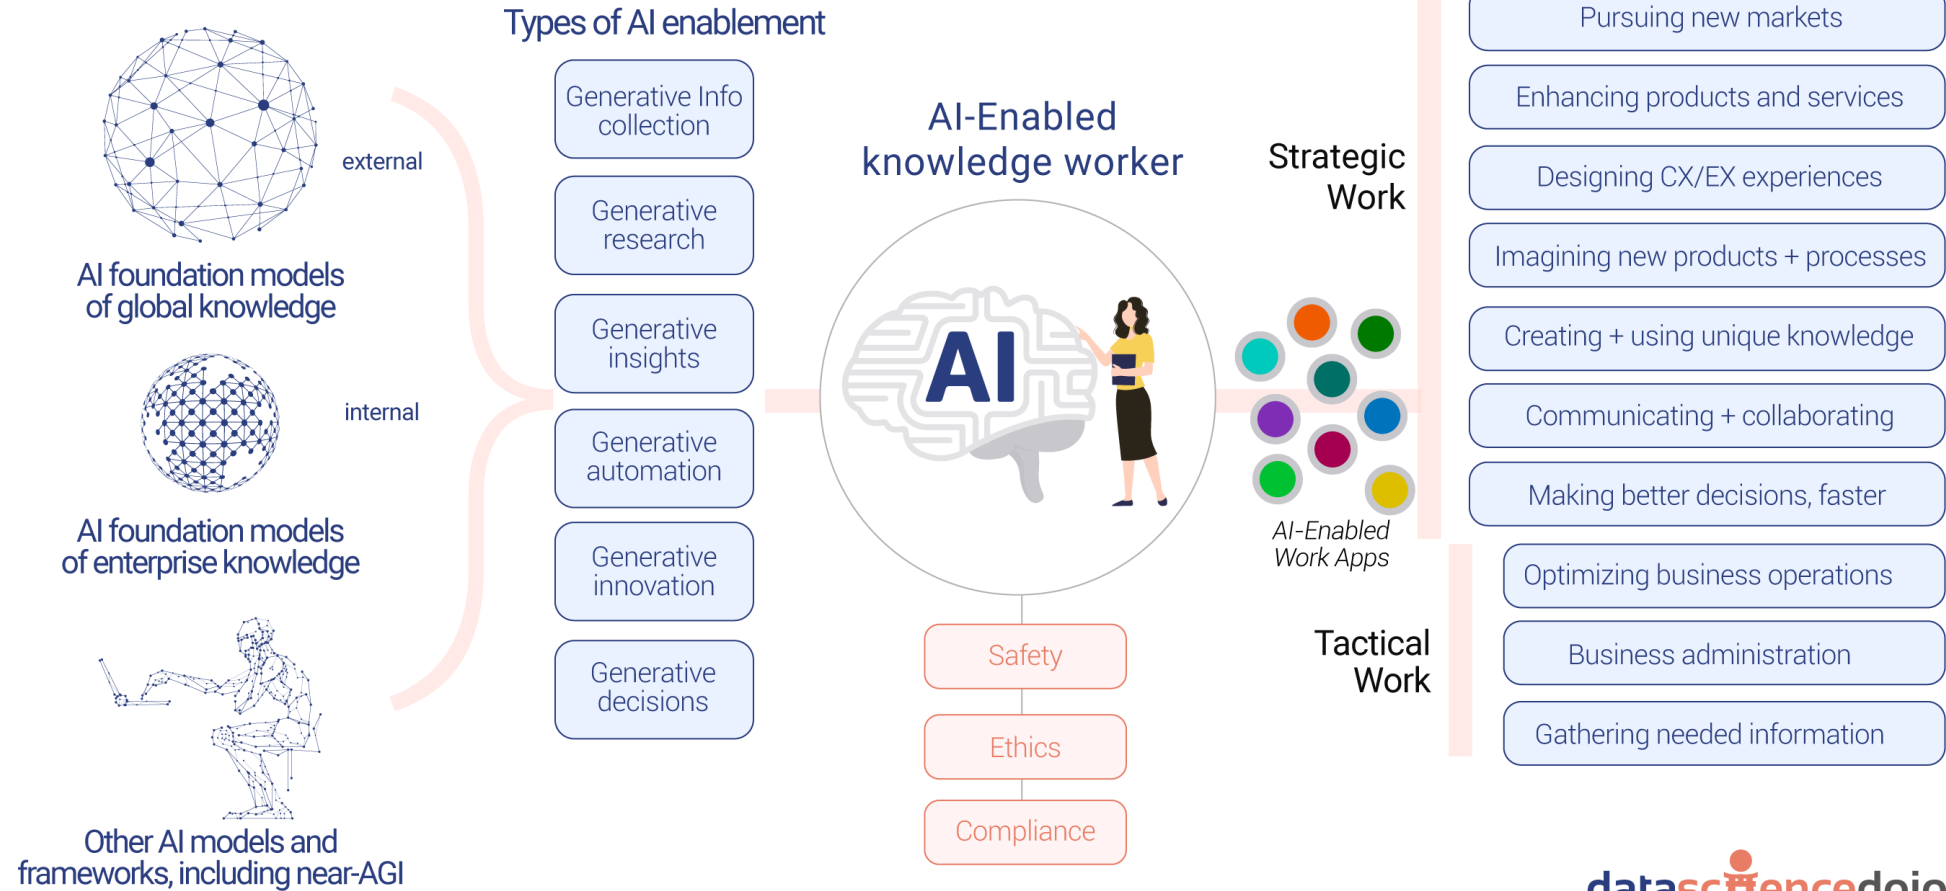 Types of AI enablement
external
AI foundation models
of global knowledge
internal
AI foundation models
of enterprise knowledge
Other AI models and
frameworks, including near-AGI
Generative Info
collection
Generative
research
Generative
insights
Generative
automation
Generative
innovation
Generative
decisions
AI-Enabled
knowledge worker
AI
Safety
Ethics
Compliance
Strategic
Work
AI-Enabled
Work Apps
Tactical
Work
Pursuing new markets
Enhancing products and services
Designing CX/EX experiences
Imagining new products + processes
Creating + using unique knowledge
Communicating + collaborating
Making better decisions, faster
Optimizing business operations
Business administration
Gathering needed information
datasciencedojo